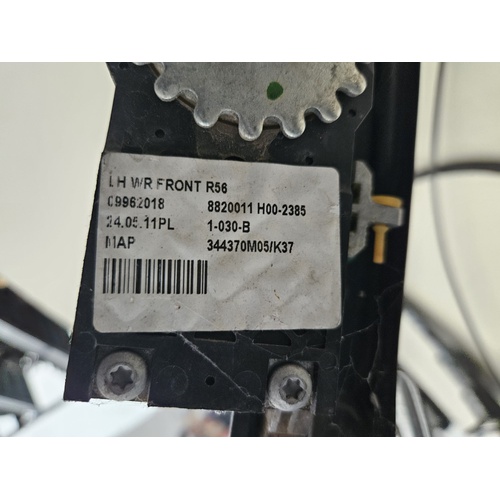 LH WR FRONT R56
09962018 8820011 H00-2385
24.05.11PL 1-030-B
MAP 344370M05/K37